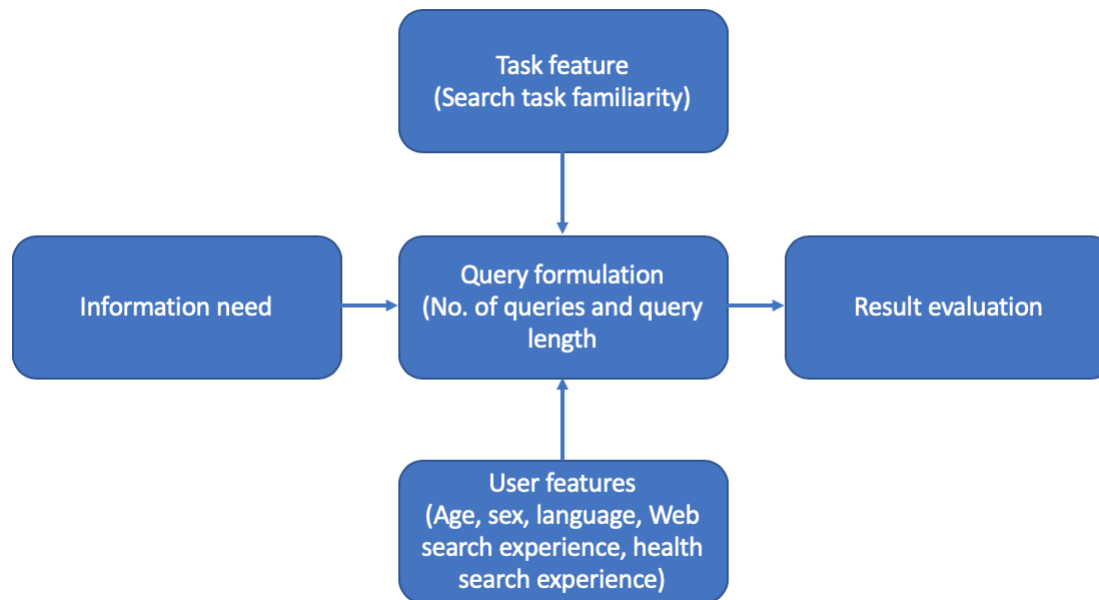 Task feature
(Search task familiarity)
Information need
Query formulation
(No. of queries and query
length
Result evaluation
User features
(Age, sex, language, Web
search experience, health
search experience)